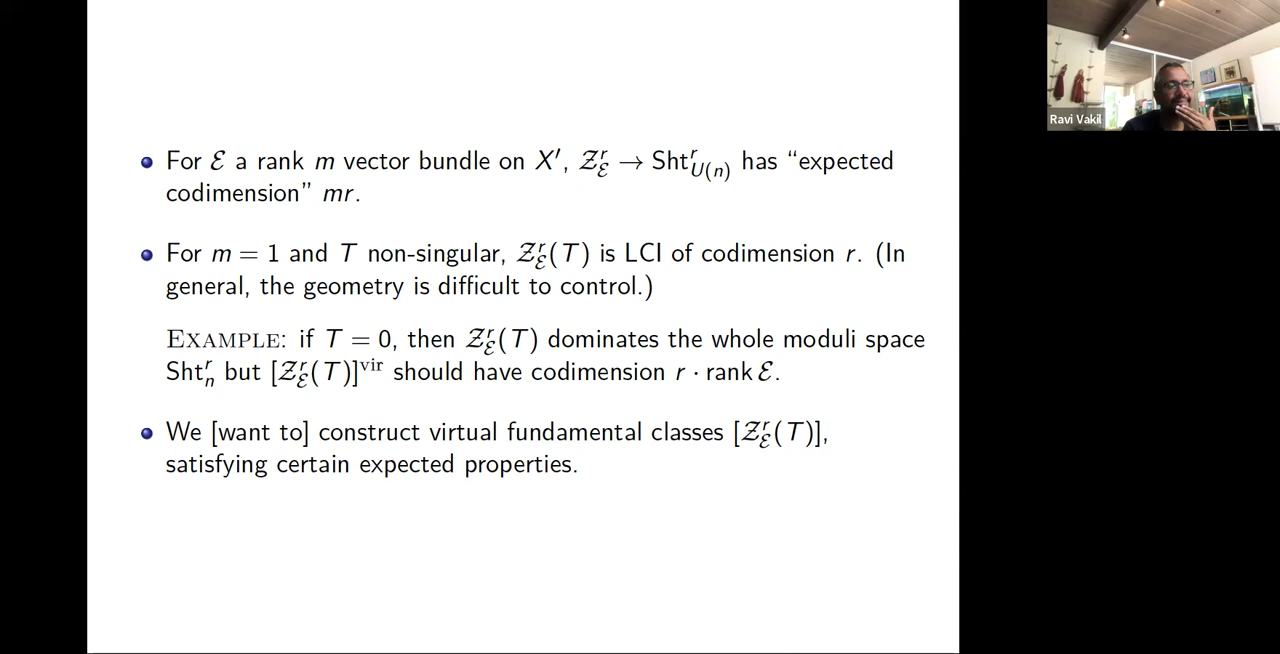 For ℰ a rank m vector bundle on X′, 𝒵^r_ℰ → Sht^r_{U(n)} has “expected
codimension” mr.
For m = 1 and T non-singular, 𝒵^r_ℰ(T) is LCI of codimension r. (In
general, the geometry is difficult to control.)
EXAMPLE: if T = 0, then 𝒵^r_ℰ(T) dominates the whole moduli space
Sht^r_n but [𝒵^r_ℰ(T)]^vir should have codimension r · rank ℰ.
We [want to] construct virtual fundamental classes [𝒵^r_ℰ(T)],
satisfying certain expected properties.
Ravi Vakil